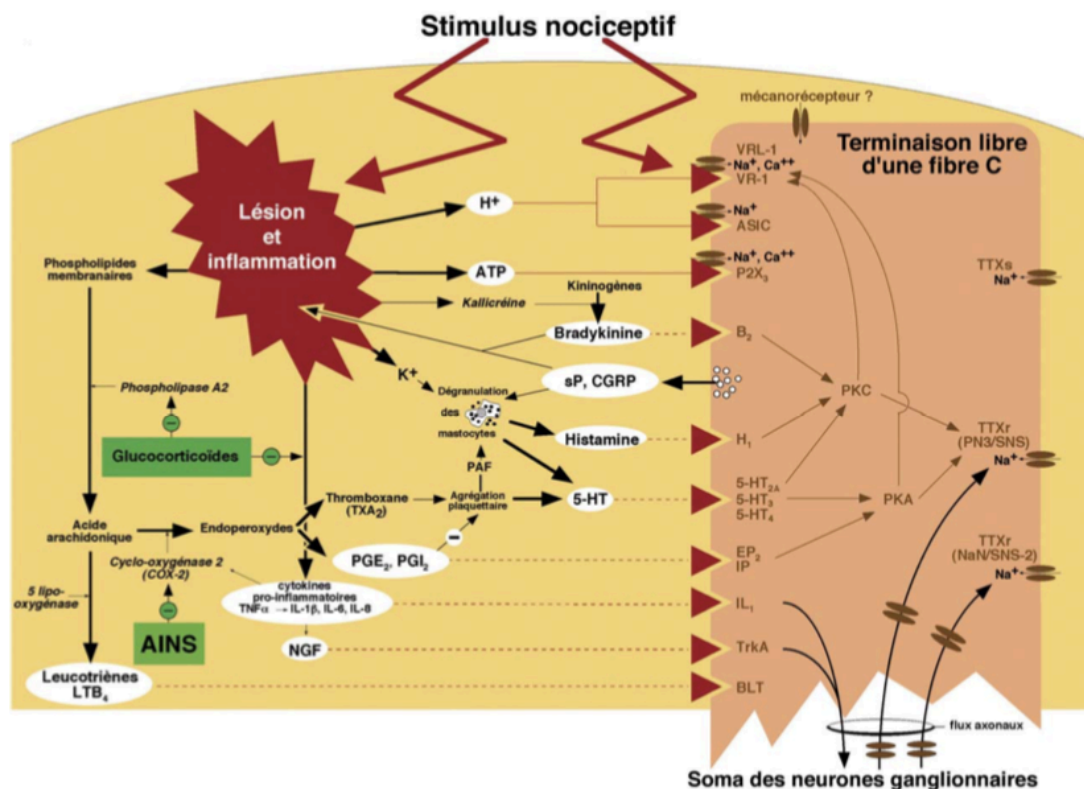 Stimulus nociceptif
mécanorécepteur ?
Terminaison libre
d'une fibre C
VRL-1
Na⁺, Ca⁺⁺
VR-1
Lésion
et
inflammation
H⁺
Na⁺
ASIC
Na⁺, Ca⁺⁺
P2X₃
TTXs
Na⁺
Phospholipides
membranaires
ATP
Kininogènes
Kallicréine
Bradykinine
B₂
K⁺
sP, CGRP
PKC
Dégranulation
des
mastocytes
Phospholipase A2
–
Glucocorticoïdes
–
Histamine
H₁
TTXr
(PN3/SNS)
Na⁺
PAF
Thromboxane
(TXA₂)
Agrégation
plaquettaire
5-HT
5-HT₂A
5-HT₃
5-HT₄
PKA
Acide
arachidonique
Endoperoxydes
–
PGE₂, PGI₂
EP₂
IP
TTXr
(NaN/SNS-2)
Na⁺
Cyclo-oxygénase 2
(COX-2)
5 lipo-
oxygénase
–
AINS
cytokines
pro-inflammatoires
TNFα → IL-1β, IL-6, IL-8
IL₁
NGF
TrkA
Leucotriènes
LTB₄
BLT
flux axonaux
Soma des neurones ganglionnaires